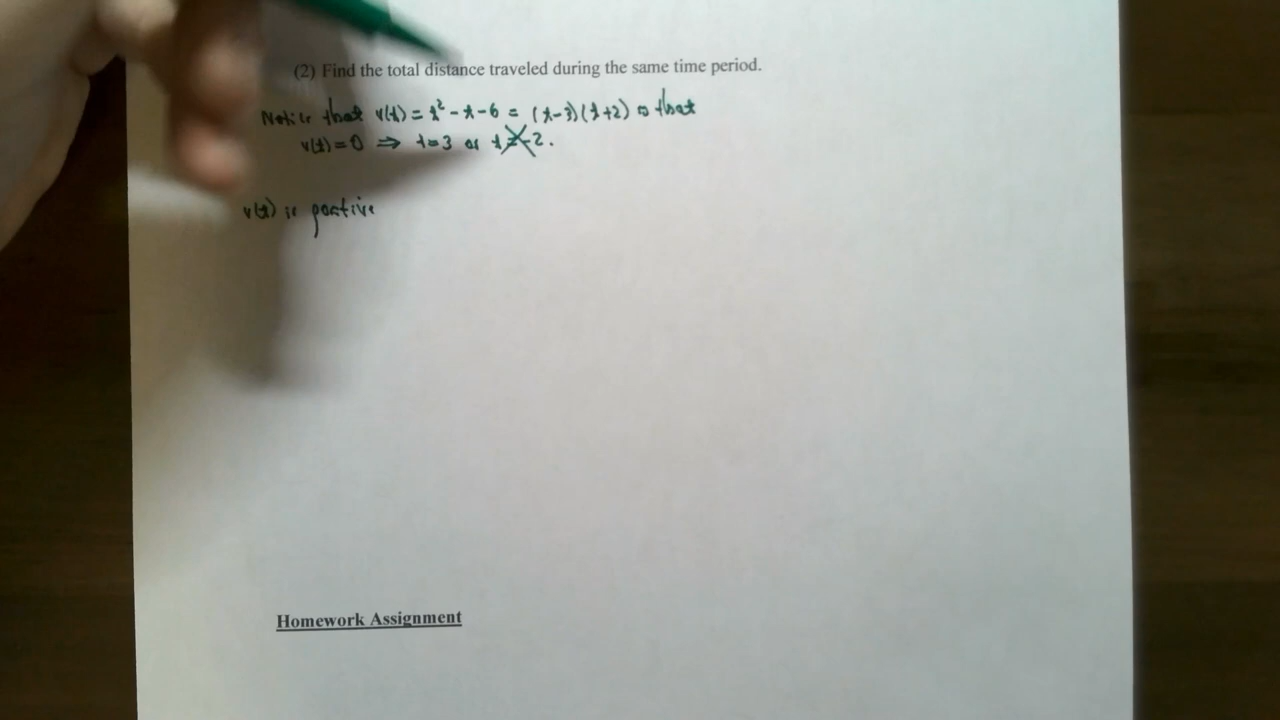 (2) Find the total distance traveled during the same time period.
Notice that v(t) = t² - t - 6 = (t-3)(t+2) so that
v(t) = 0 ⇒ t = 3 or t = -2.
v(t) is positive
Homework Assignment